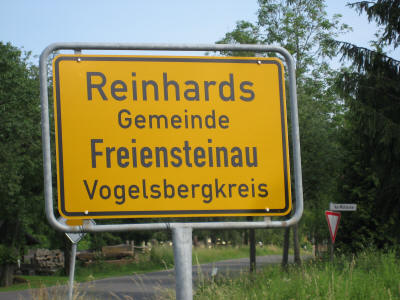 Reinhards
Gemeinde
Freiensteinau
Vogelsbergkreis